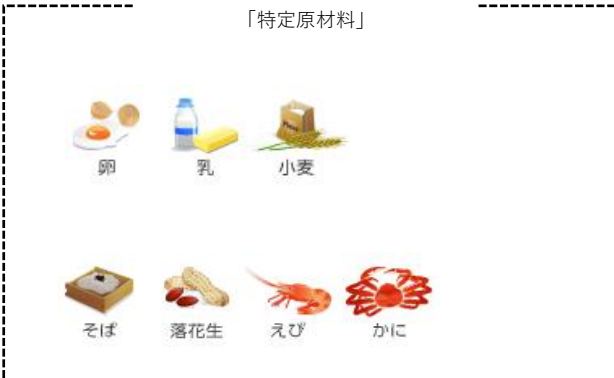 「特定原材料」
卵 乳 小麦
そば 落花生 えび かに